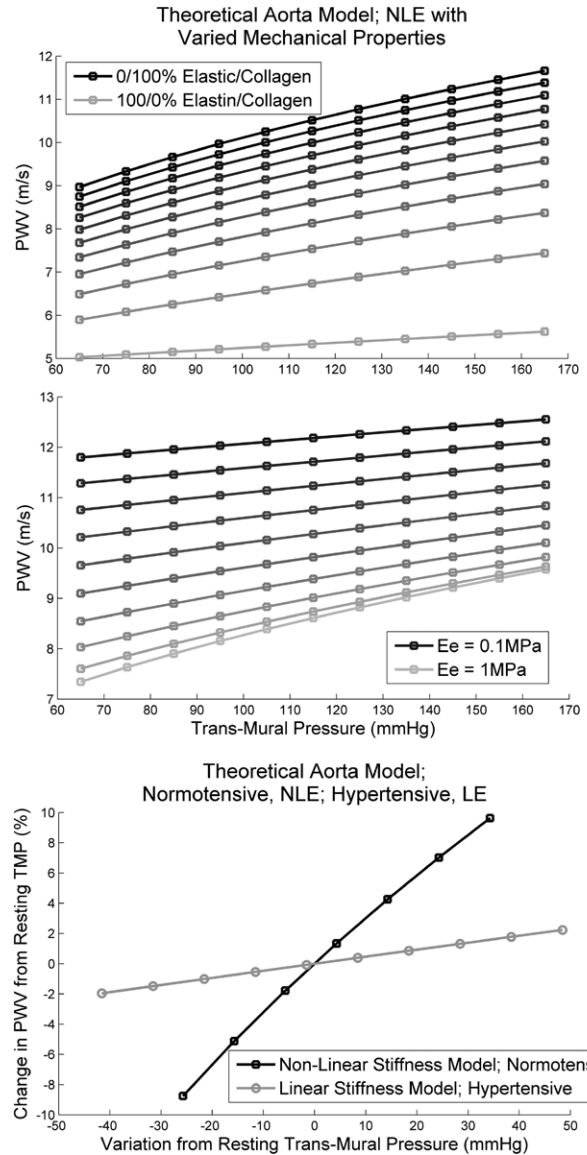 Theoretical Aorta Model; NLE with
Varied Mechanical Properties
12
11
10
9
8
7
6
5
PWV (m/s)
0/100% Elastic/Collagen
100/0% Elastin/Collagen
60 70 80 90 100 110 120 130 140 150 160 170
13
12
11
10
9
8
7
PWV (m/s)
Ee = 0.1MPa
Ee = 1MPa
60 70 80 90 100 110 120 130 140 150 160 170
Trans-Mural Pressure (mmHg)
Theoretical Aorta Model;
Normotensive, NLE; Hypertensive, LE
10
8
6
4
2
0
-2
-4
-6
-8
-10
Change in PWV from Resting TMP (%)
Non-Linear Stiffness Model; Normotens
Linear Stiffness Model; Hypertensive
-50 -40 -30 -20 -10 0 10 20 30 40 50
Variation from Resting Trans-Mural Pressure (mmHg)